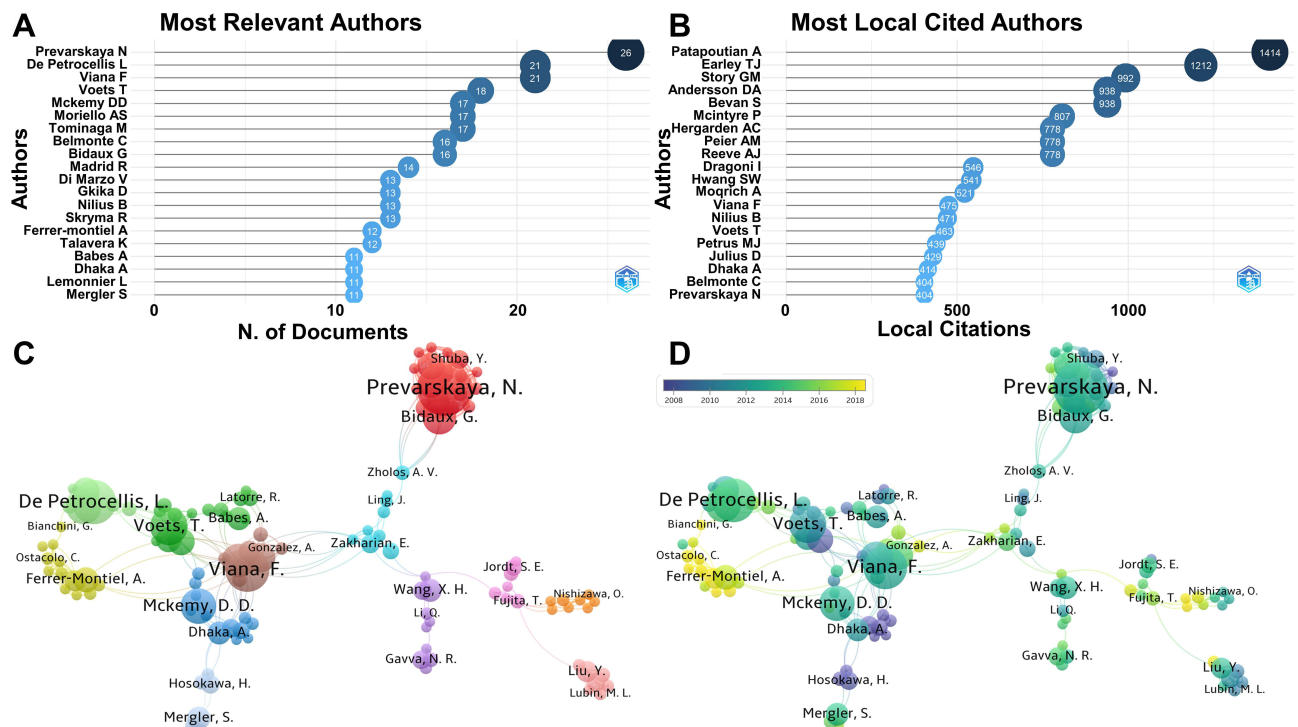 A
Most Relevant Authors
Authors
Prevarskaya N 26
De Petrocellis L 21
Viana F 21
Voets T 18
Mckemy DD 17
Moriello AS 17
Tominaga M 17
Belmonte C 16
Bidaux G 16
Madrid R 14
Di Marzo V 13
Gkika D 13
Nilius B 13
Skryma R 13
Ferrer-montiel A 12
Talavera K 12
Babes A 11
Dhaka A 11
Lemonnier L 11
Mergler S 11
0 10 20
N. of Documents
B
Most Local Cited Authors
Authors
Patapoutian A 1414
Earley TJ 1212
Story GM 992
Andersson DA 938
Bevan S 938
Mcintyre P 807
Hergarden AC 778
Peier AM 778
Reeve AJ 778
Dragoni I 546
Hwang SW 541
Moqrich A 521
Viana F 475
Nilius B 471
Voets T 463
Petrus MJ 439
Julius D 429
Dhaka A 414
Belmonte C 404
Prevarskaya N 404
0 500 1000
Local Citations
C
Shuba, Y.
Prevarskaya, N.
Bidaux, G.
Zholos, A. V.
Ling, J.
De Petrocellis, L.
Latorre, R.
Voets, T.
Babes, A.
Bianchini, G.
Zakharian, E.
Gonzalez, A.
Ostacolo, C.
Viana, F.
Ferrer-Montiel, A.
Jordt, S. E.
Wang, X. H.
Nishizawa, O.
Fujita, T.
Mckemy, D. D.
Li, Q.
Dhaka, A.
Gavva, N. R.
Liu, Y.
Hosokawa, H.
Lubin, M. L.
Mergler, S.
D
2008 2010 2012 2014 2016 2018
Shuba, Y.
Prevarskaya, N.
Bidaux, G.
Zholos, A. V.
Ling, J.
De Petrocellis, L.
Latorre, R.
Voets, T.
Babes, A.
Bianchini, G.
Zakharian, E.
Gonzalez, A.
Ostacolo, C.
Viana, F.
Ferrer-Montiel, A.
Jordt, S. E.
Wang, X. H.
Nishizawa, O.
Fujita, T.
Mckemy, D. D.
Li, Q.
Dhaka, A.
Gavva, N. R.
Liu, Y.
Hosokawa, H.
Lubin, M. L.
Mergler, S.